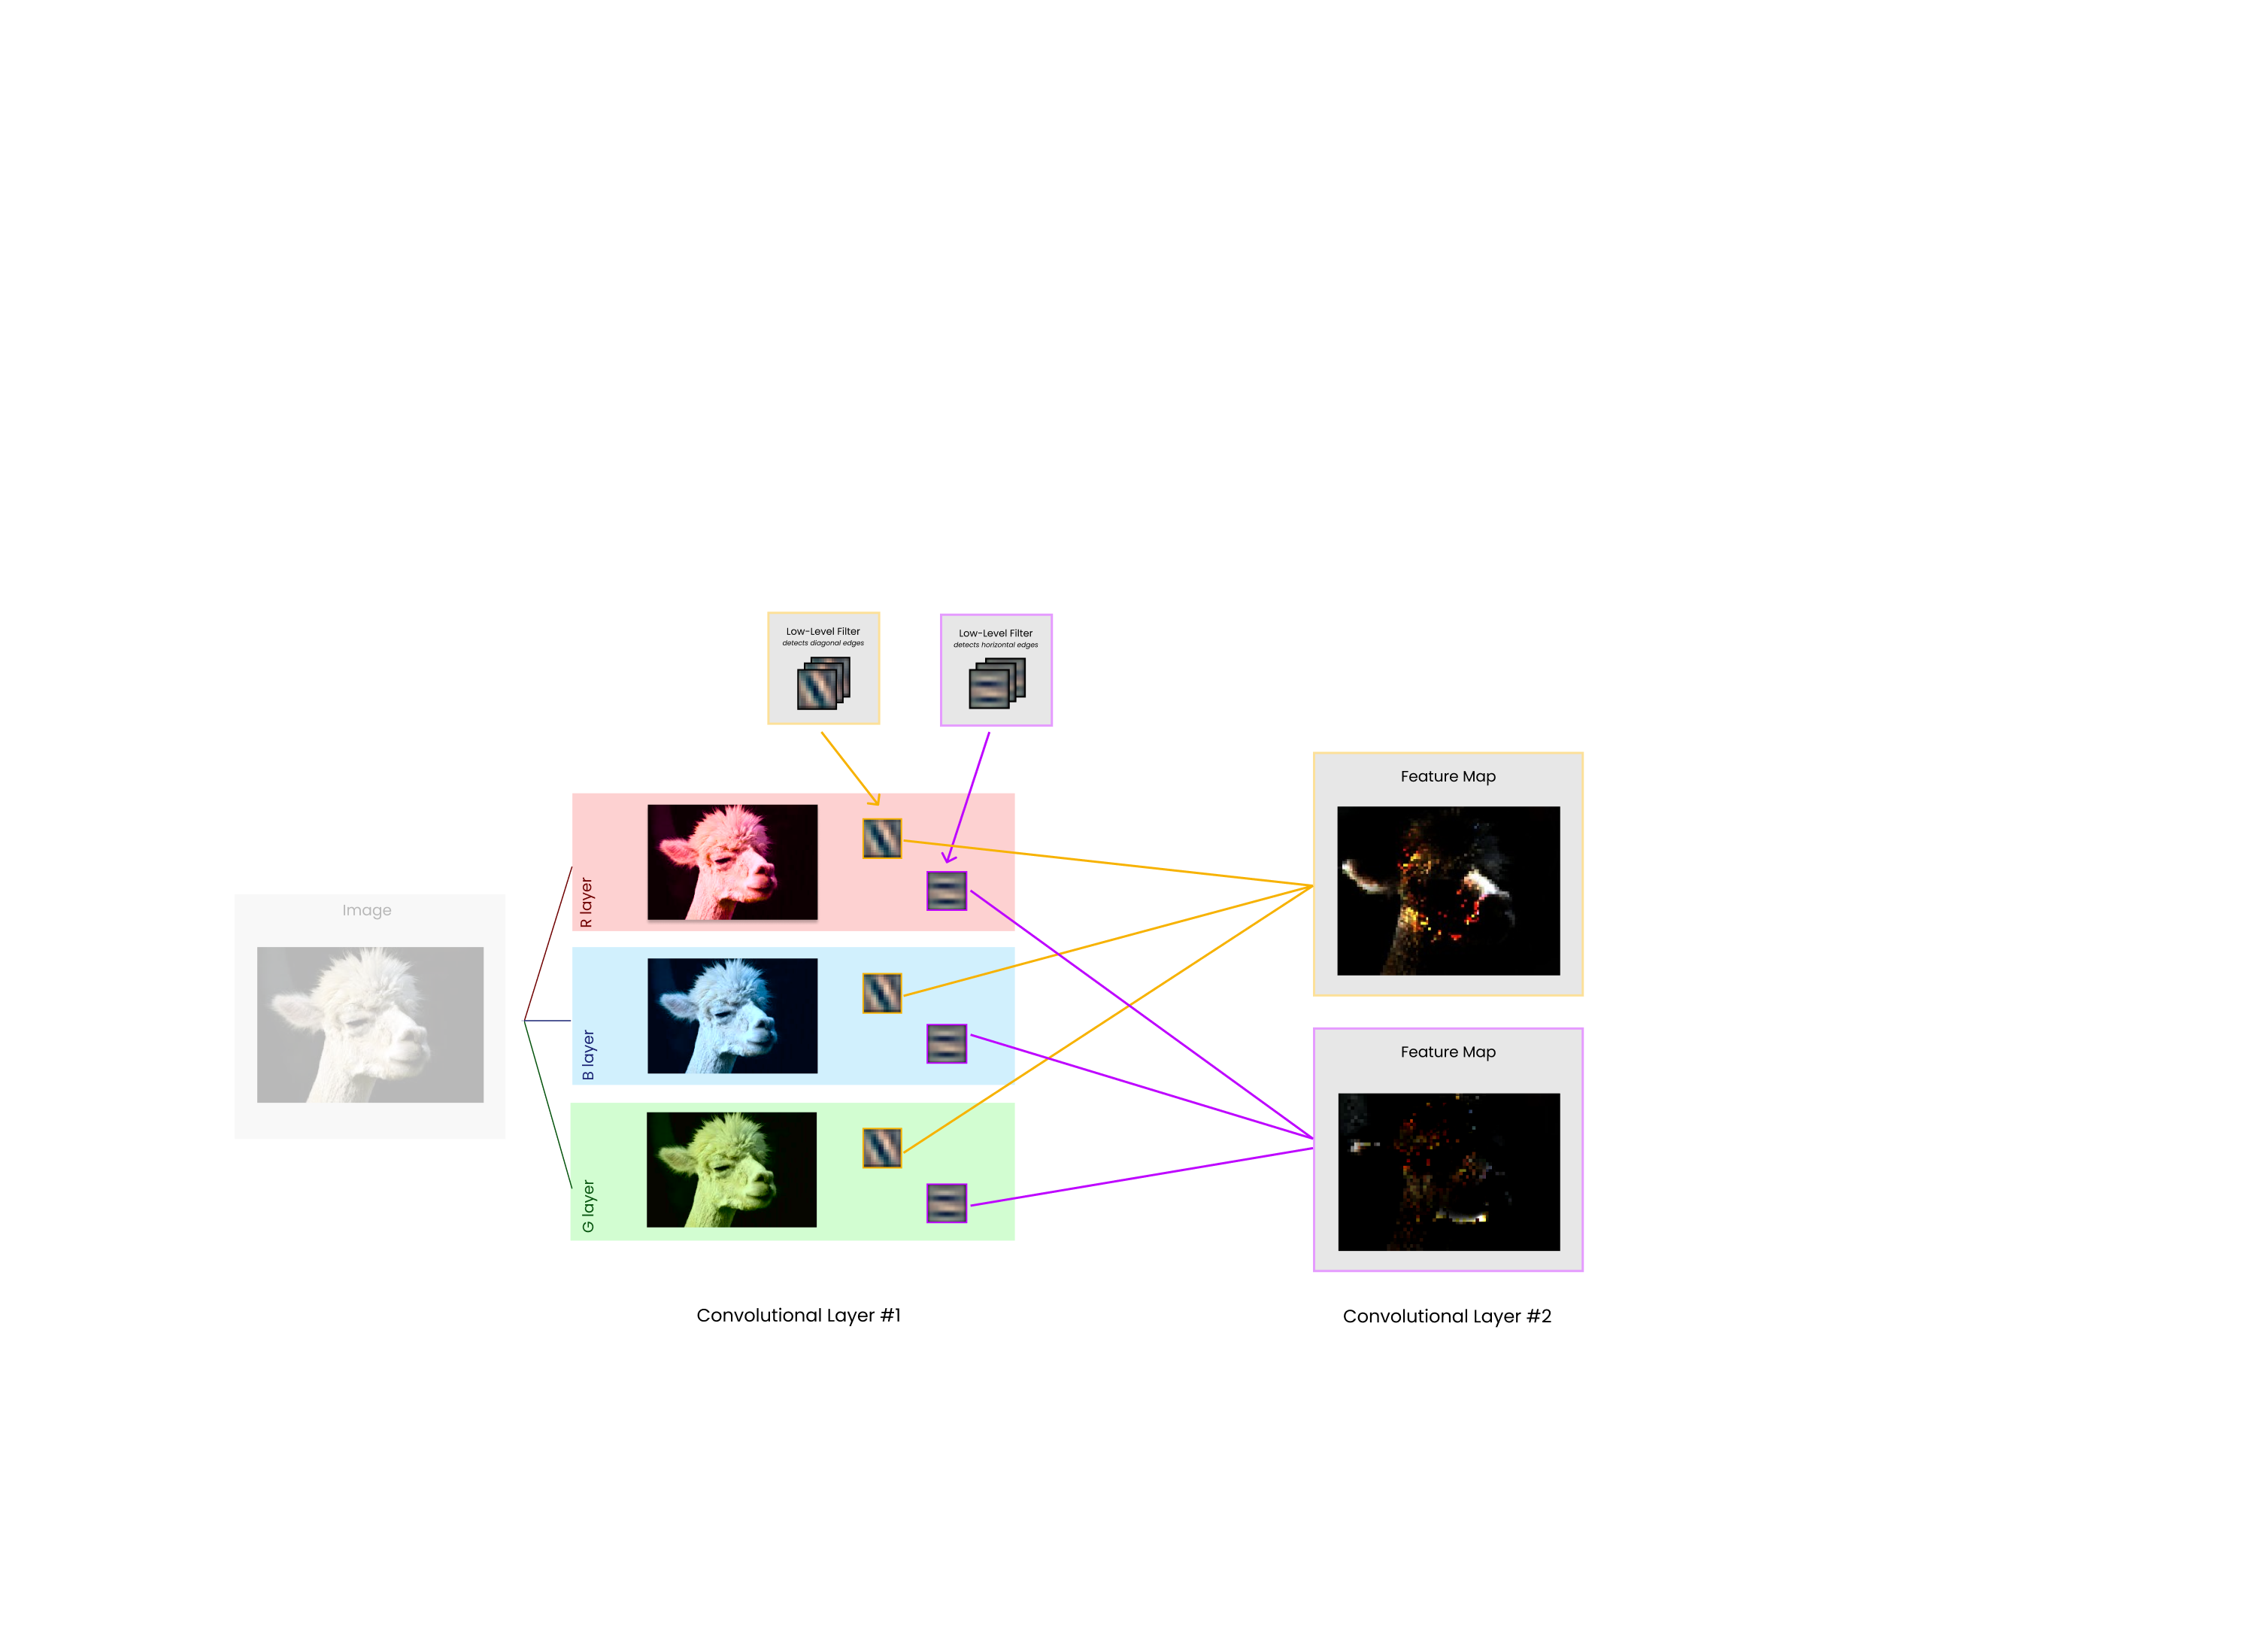 Low-Level Filter
detects diagonal edges
Low-Level Filter
detects horizontal edges
Image
R layer
B layer
G layer
Feature Map
Feature Map
Convolutional Layer #1
Convolutional Layer #2